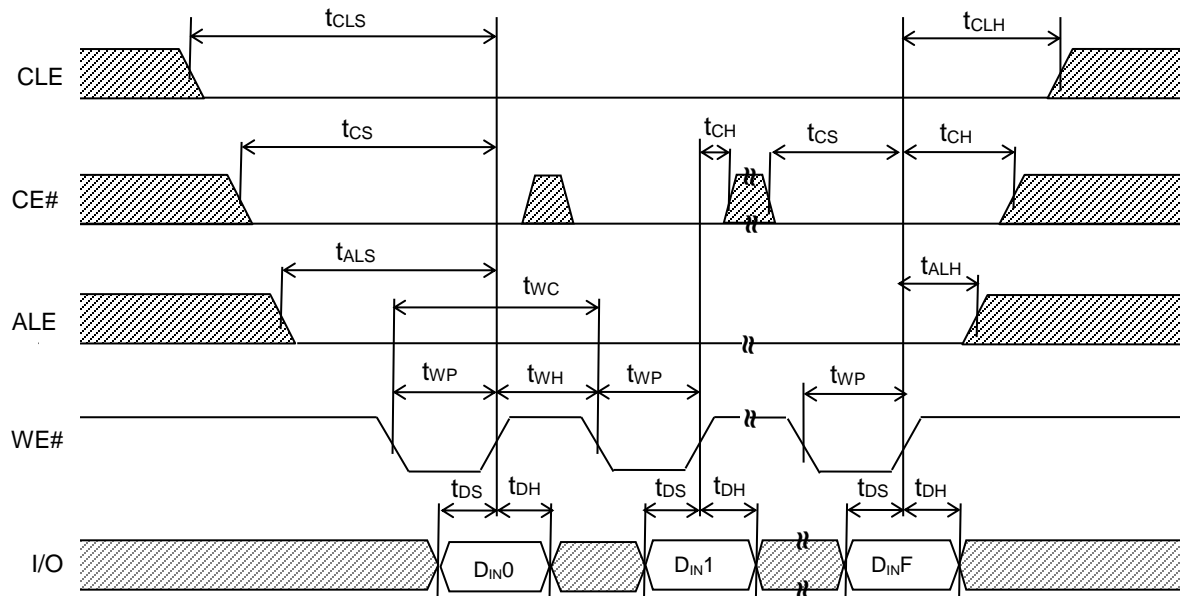 tCLS tCLH
CLE
tCS tCH tCS tCH
CE#
tALS tALH
tWC
ALE
tWP tWH tWP tWP
WE#
tDS tDH tDS tDH tDS tDH
I/O DIN0 DIN1 DINF